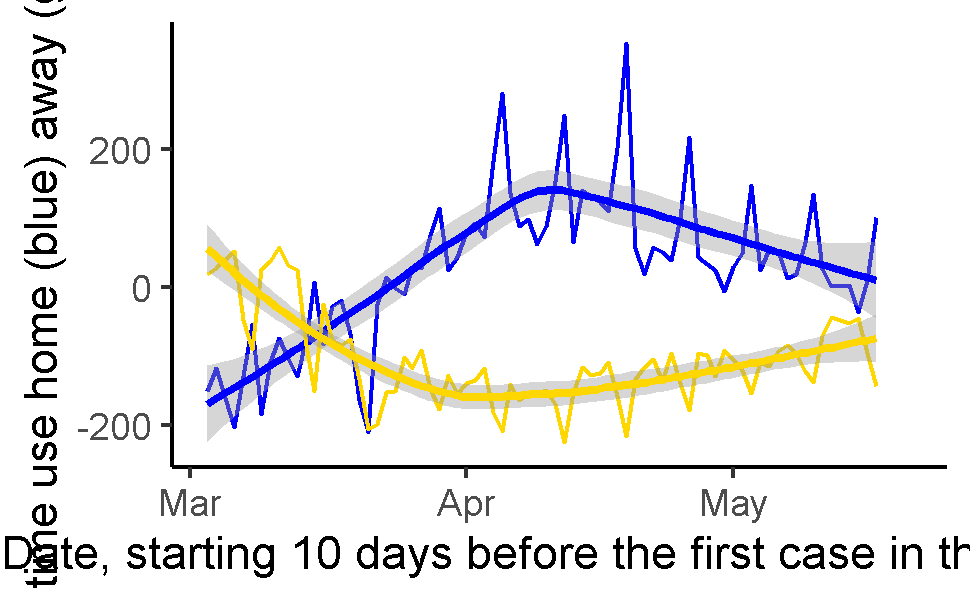 time use home (blue) away (
200
0
-200
Mar Apr May
Date, starting 10 days before the first case in th